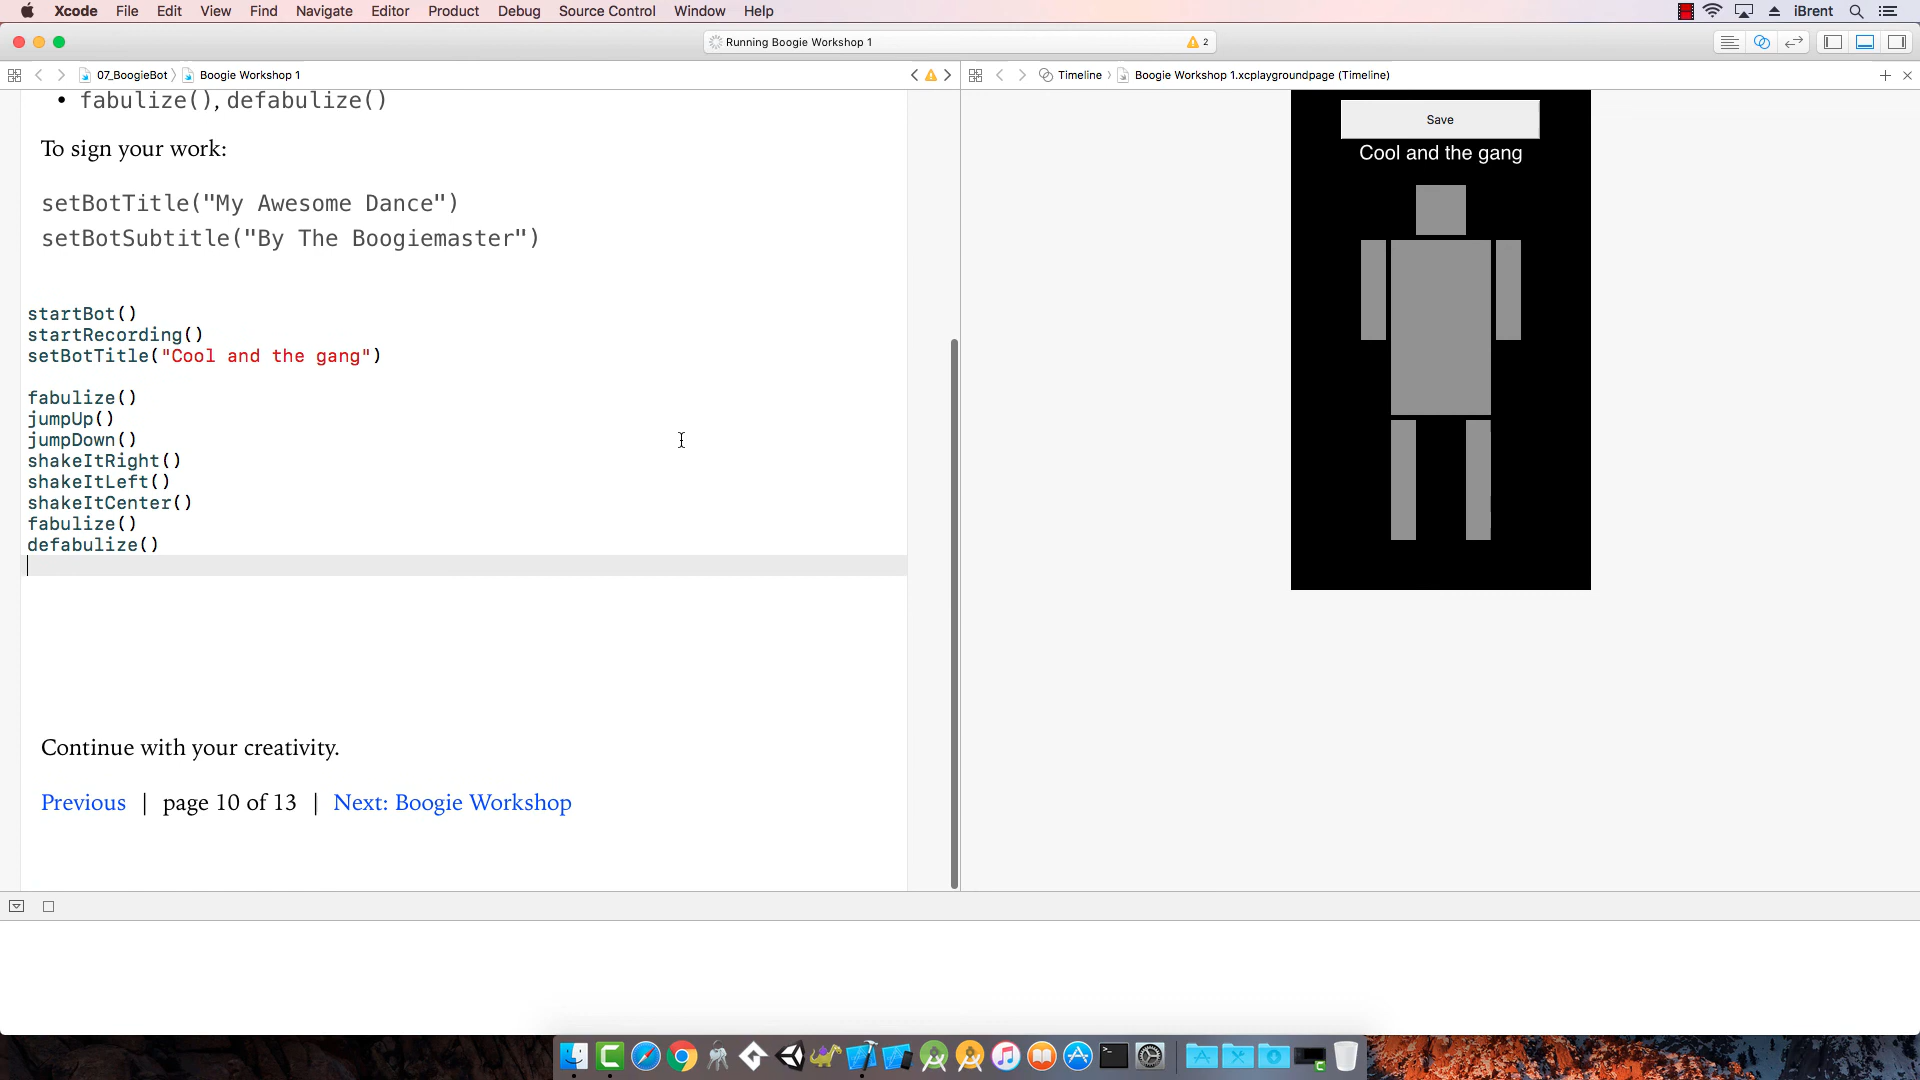 Xcode File Edit View Find Navigate Editor Product Debug Source Control Window Help iBrent
Running Boogie Workshop 1 2
07_BoogieBot Boogie Workshop 1 Timeline Boogie Workshop 1.xcplaygroundpage (Timeline)
• fabulize(), defabulize()
To sign your work:
setBotTitle("My Awesome Dance")
setBotSubtitle("By The Boogiemaster")
startBot()
startRecording()
setBotTitle("Cool and the gang")
fabulize()
jumpUp()
jumpDown()
shakeItRight()
shakeItLeft()
shakeItCenter()
fabulize()
defabulize()
Continue with your creativity.
Previous | page 10 of 13 | Next: Boogie Workshop
Save
Cool and the gang